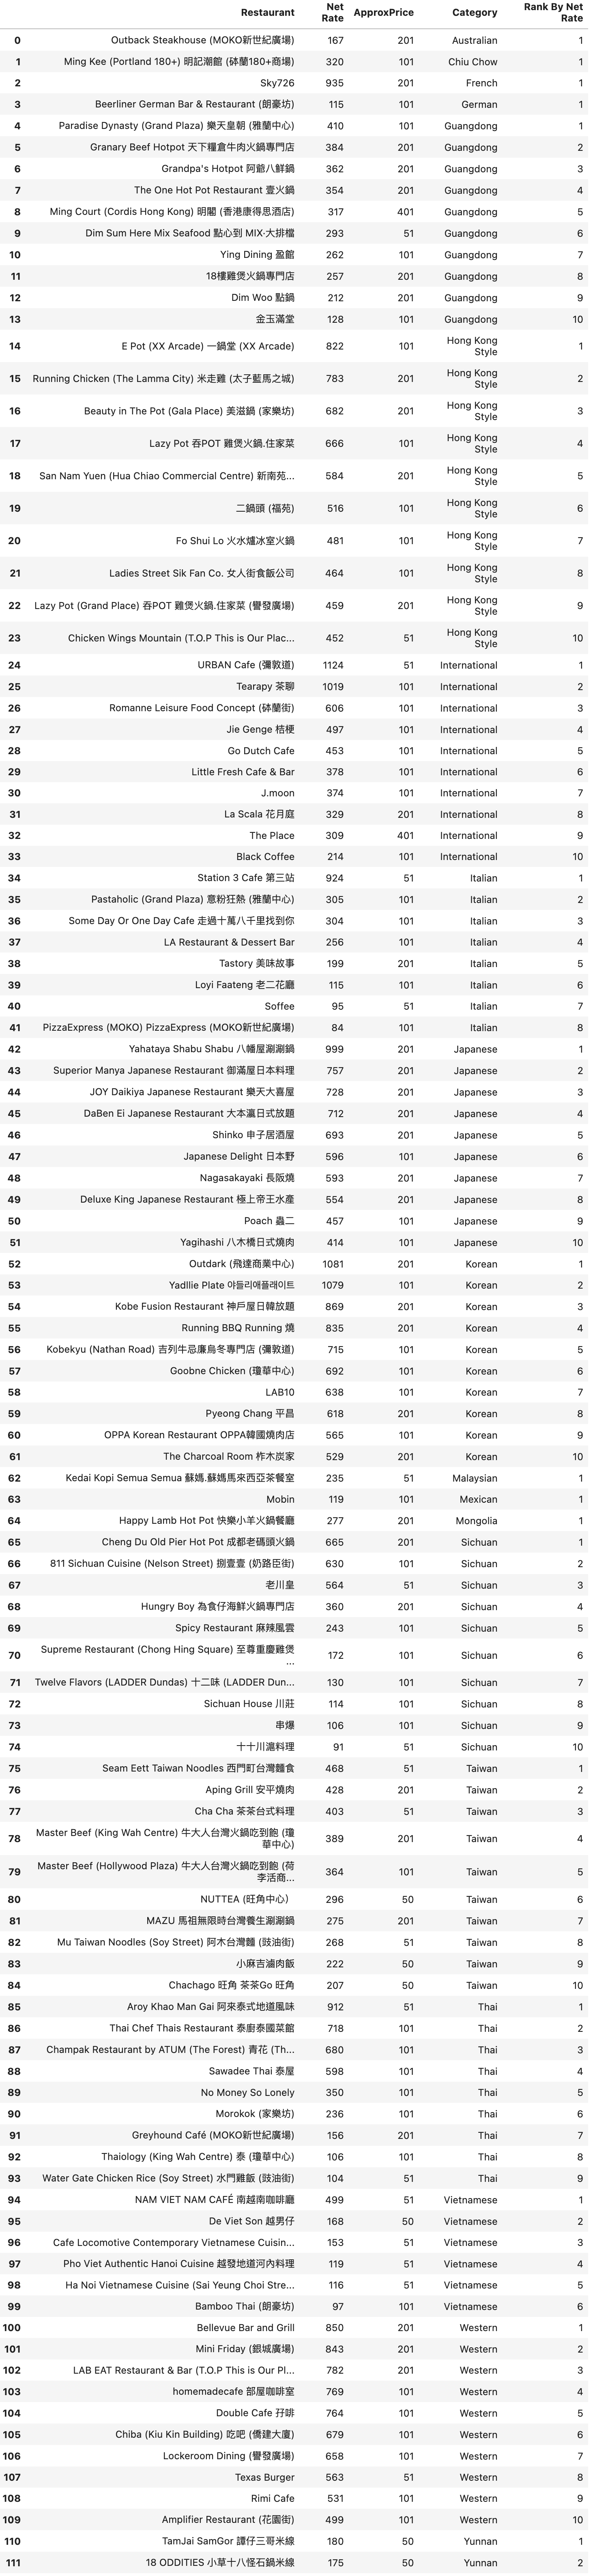 Restaurant Net Rate ApproxPrice Category Rank By Net Rate
0 Outback Steakhouse (MOKO新世紀廣場) 167 201 Australian 1
1 Ming Kee (Portland 180+) 明記潮館 (砵蘭180+商場) 320 101 Chiu Chow 1
2 Sky726 935 201 French 1
3 Beerliner German Bar & Restaurant (朗豪坊) 115 101 German 1
4 Paradise Dynasty (Grand Plaza) 樂天皇朝 (雅蘭中心) 410 101 Guangdong 1
5 Granary Beef Hotpot 天下糧倉牛肉火鍋專門店 384 201 Guangdong 2
6 Grandpa's Hotpot 阿爺八鮮鍋 362 201 Guangdong 3
7 The One Hot Pot Restaurant 壹火鍋 354 201 Guangdong 4
8 Ming Court (Cordis Hong Kong) 明閣 (香港康得思酒店) 317 401 Guangdong 5
9 Dim Sum Here Mix Seafood 點心到 MIX·大排檔 293 51 Guangdong 6
10 Ying Dining 盈館 262 101 Guangdong 7
11 18樓雞煲火鍋專門店 257 201 Guangdong 8
12 Dim Woo 點鍋 212 201 Guangdong 9
13 金玉滿堂 128 101 Guangdong 10
14 E Pot (XX Arcade) 一鍋堂 (XX Arcade) 822 101 Hong Kong Style 1
15 Running Chicken (The Lamma City) 米走雞 (太子藍馬之城) 783 201 Hong Kong Style 2
16 Beauty in The Pot (Gala Place) 美滋鍋 (家樂坊) 682 201 Hong Kong Style 3
17 Lazy Pot 吞POT 雞煲火鍋.住家菜 666 101 Hong Kong Style 4
18 San Nam Yuen (Hua Chiao Commercial Centre) 新南苑... 584 201 Hong Kong Style 5
19 二鍋頭 (福苑) 516 101 Hong Kong Style 6
20 Fo Shui Lo 火水爐冰室火鍋 481 101 Hong Kong Style 7
21 Ladies Street Sik Fan Co. 女人街食飯公司 464 101 Hong Kong Style 8
22 Lazy Pot (Grand Place) 吞POT 雞煲火鍋.住家菜 (譽發廣場) 459 201 Hong Kong Style 9
23 Chicken Wings Mountain (T.O.P This is Our Plac... 452 51 Hong Kong Style 10
24 URBAN Cafe (彌敦道) 1124 51 International 1
25 Tearapy 茶聊 1019 101 International 2
26 Romanne Leisure Food Concept (砵蘭街) 606 101 International 3
27 Jie Genge 桔梗 497 101 International 4
28 Go Dutch Cafe 453 101 International 5
29 Little Fresh Cafe & Bar 378 101 International 6
30 J.moon 374 101 International 7
31 La Scala 花月庭 329 201 International 8
32 The Place 309 401 International 9
33 Black Coffee 214 101 International 10
34 Station 3 Cafe 第三站 924 51 Italian 1
35 Pastaholic (Grand Plaza) 意粉狂熱 (雅蘭中心) 305 101 Italian 2
36 Some Day Or One Day Cafe 走過十萬八千里找到你 304 101 Italian 3
37 LA Restaurant & Dessert Bar 256 101 Italian 4
38 Tastory 美味故事 199 201 Italian 5
39 Loyi Faateng 老二花廳 115 101 Italian 6
40 Soffee 95 51 Italian 7
41 PizzaExpress (MOKO) PizzaExpress (MOKO新世紀廣場) 84 101 Italian 8
42 Yahataya Shabu Shabu 八幡屋涮涮鍋 999 201 Japanese 1
43 Superior Manya Japanese Restaurant 御滿屋日本料理 757 201 Japanese 2
44 JOY Daikiya Japanese Restaurant 樂天大喜屋 728 201 Japanese 3
45 DaBen Ei Japanese Restaurant 大本瀛日式放題 712 201 Japanese 4
46 Shinko 申子居酒屋 693 201 Japanese 5
47 Japanese Delight 日本野 596 101 Japanese 6
48 Nagasakayaki 長阪燒 593 201 Japanese 7
49 Deluxe King Japanese Restaurant 極上帝王水產 554 201 Japanese 8
50 Poach 蟲二 457 101 Japanese 9
51 Yagihashi 八木橋日式燒肉 414 101 Japanese 10
52 Outdark (飛達商業中心) 1081 201 Korean 1
53 Yadllie Plate 야들리애플래이트 1079 101 Korean 2
54 Kobe Fusion Restaurant 神戶屋日韓放題 869 201 Korean 3
55 Running BBQ Running 燒 835 201 Korean 4
56 Kobekyu (Nathan Road) 吉列牛忌廉烏冬專門店 (彌敦道) 715 101 Korean 5
57 Goobne Chicken (瓊華中心) 692 101 Korean 6
58 LAB10 638 101 Korean 7
59 Pyeong Chang 平昌 618 201 Korean 8
60 OPPA Korean Restaurant OPPA韓國燒肉店 565 101 Korean 9
61 The Charcoal Room 柞木炭家 529 201 Korean 10
62 Kedai Kopi Semua Semua 蘇媽.蘇媽馬來西亞茶餐室 235 51 Malaysian 1
63 Mobin 119 101 Mexican 1
64 Happy Lamb Hot Pot 快樂小羊火鍋餐廳 277 201 Mongolia 1
65 Cheng Du Old Pier Hot Pot 成都老碼頭火鍋 665 201 Sichuan 1
66 811 Sichuan Cuisine (Nelson Street) 捌壹壹 (奶路臣街) 630 101 Sichuan 2
67 老川皇 564 51 Sichuan 3
68 Hungry Boy 為食仔海鮮火鍋專門店 360 201 Sichuan 4
69 Spicy Restaurant 麻辣風雲 243 101 Sichuan 5
70 Supreme Restaurant (Chong Hing Square) 至尊重慶雞煲 ... 172 101 Sichuan 6
71 Twelve Flavors (LADDER Dundas) 十二味 (LADDER Dun... 130 101 Sichuan 7
72 Sichuan House 川莊 114 101 Sichuan 8
73 串爆 106 101 Sichuan 9
74 十十川滬料理 91 51 Sichuan 10
75 Seam Eett Taiwan Noodles 西門町台灣麵食 468 51 Taiwan 1
76 Aping Grill 安平燒肉 428 201 Taiwan 2
77 Cha Cha 茶茶台式料理 403 51 Taiwan 3
78 Master Beef (King Wah Centre) 牛大人台灣火鍋吃到飽 (瓊華中心) 389 201 Taiwan 4
79 Master Beef (Hollywood Plaza) 牛大人台灣火鍋吃到飽 (荷李活商... 364 101 Taiwan 5
80 NUTTEA (旺角中心） 296 50 Taiwan 6
81 MAZU 馬祖無限時台灣養生涮涮鍋 275 201 Taiwan 7
82 Mu Taiwan Noodles (Soy Street) 阿木台灣麵 (豉油街) 268 51 Taiwan 8
83 小麻吉滷肉飯 222 50 Taiwan 9
84 Chachago 旺角 茶茶Go 旺角 207 50 Taiwan 10
85 Aroy Khao Man Gai 阿來泰式地道風味 912 51 Thai 1
86 Thai Chef Thais Restaurant 泰廚泰國菜館 718 101 Thai 2
87 Champak Restaurant by ATUM (The Forest) 青花 (Th... 680 101 Thai 3
88 Sawadee Thai 泰屋 598 101 Thai 4
89 No Money So Lonely 350 101 Thai 5
90 Morokok (家樂坊) 236 101 Thai 6
91 Greyhound Café (MOKO新世紀廣場) 156 201 Thai 7
92 Thaiology (King Wah Centre) 泰 (瓊華中心) 106 101 Thai 8
93 Water Gate Chicken Rice (Soy Street) 水門雞飯 (豉油街) 104 51 Thai 9
94 NAM VIET NAM CAFÉ 南越南咖啡廳 499 51 Vietnamese 1
95 De Viet Son 越男仔 168 50 Vietnamese 2
96 Cafe Locomotive Contemporary Vietnamese Cuisin... 153 51 Vietnamese 3
97 Pho Viet Authentic Hanoi Cuisine 越發地道河內料理 119 51 Vietnamese 4
98 Ha Noi Vietnamese Cuisine (Sai Yeung Choi Stre... 116 51 Vietnamese 5
99 Bamboo Thai (朗豪坊) 97 101 Vietnamese 6
100 Bellevue Bar and Grill 850 201 Western 1
101 Mini Friday (銀城廣場) 843 201 Western 2
102 LAB EAT Restaurant & Bar (T.O.P This is Our Pl... 782 201 Western 3
103 homemadecafe 部屋咖啡室 769 101 Western 4
104 Double Cafe 孖啡 764 101 Western 5
105 Chiba (Kiu Kin Building) 吃吧 (僑建大廈) 679 101 Western 6
106 Lockeroom Dining (譽發廣場) 658 101 Western 7
107 Texas Burger 563 51 Western 8
108 Rimi Cafe 531 101 Western 9
109 Amplifier Restaurant (花園街) 499 101 Western 10
110 TamJai SamGor 譚仔三哥米線 180 50 Yunnan 1
111 18 ODDITIES 小草十八怪石鍋米線 175 50 Yunnan 2